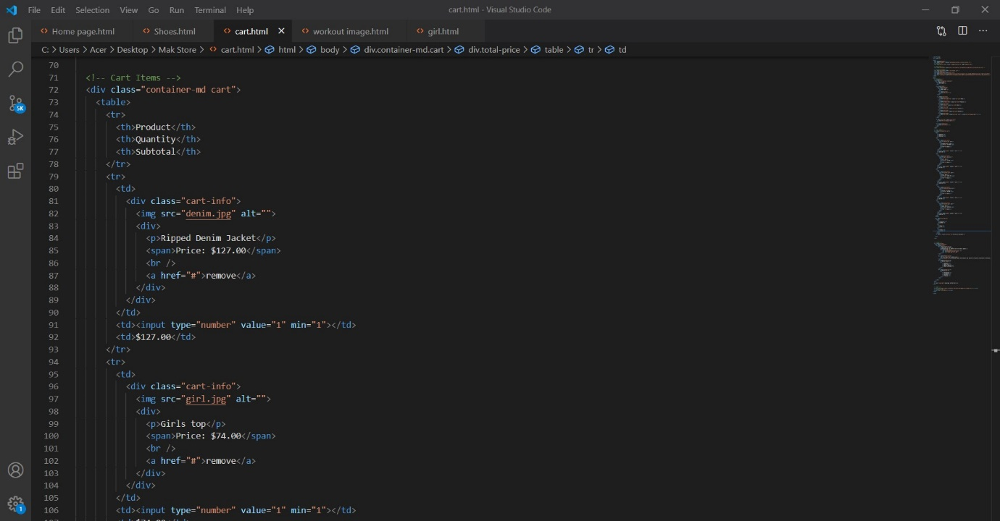 File Edit Selection View Go Run Terminal Help cart.html - Visual Studio Code
Home page.html Shoes.html cart.html workout image.html girl.html
C: > Users > Acer > Desktop > Mak Store > cart.html > html > body > div.container-md.cart > div.total-price > table > tr > td
70
71 <!-- Cart Items -->
72 <div class="container-md cart">
73 <table>
74 <tr>
75 <th>Product</th>
76 <th>Quantity</th>
77 <th>Subtotal</th>
78 </tr>
79 <tr>
80 <td>
81 <div class="cart-info">
82 <img src="denim.jpg" alt="">
83 <div>
84 <p>Ripped Denim Jacket</p>
85 <span>Price: $127.00</span>
86 <br />
87 <a href="#">remove</a>
88 </div>
89 </div>
90 </td>
91 <td><input type="number" value="1" min="1"></td>
92 <td>$127.00</td>
93 </tr>
94 <tr>
95 <td>
96 <div class="cart-info">
97 <img src="girl.jpg" alt="">
98 <div>
99 <p>Girls top</p>
100 <span>Price: $74.00</span>
101 <br />
102 <a href="#">remove</a>
103 </div>
104 </div>
105 </td>
106 <td><input type="number" value="1" min="1"></td>
5K
1